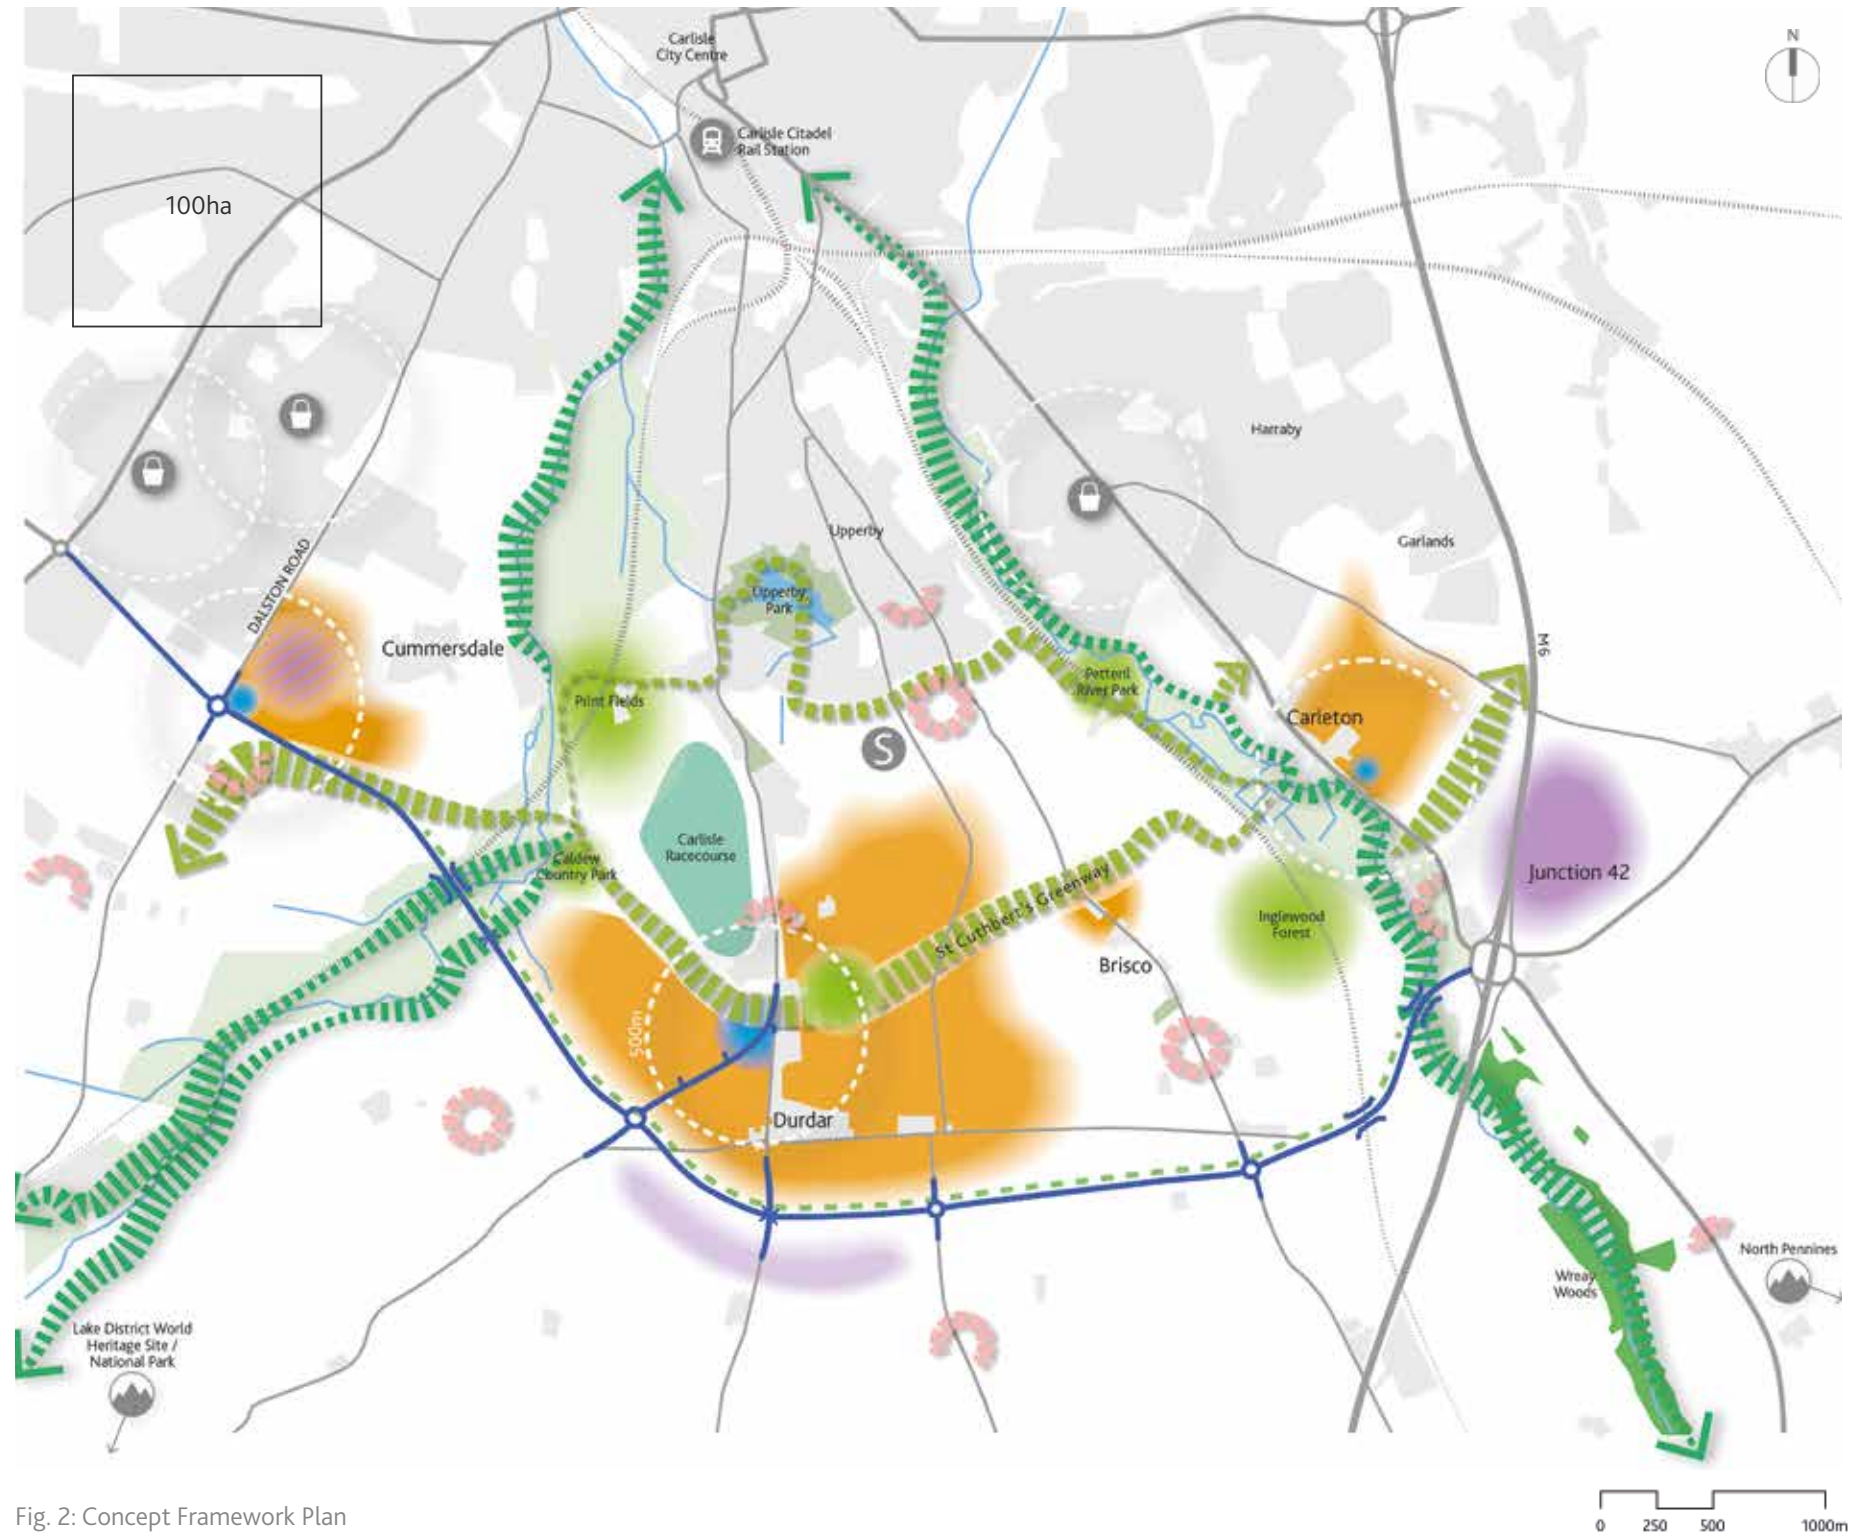 Carlisle
City Centre
N
Carlisle Citadel
Rail Station
100ha
Harraby
Garlands
Upperby
DALSTON ROAD
Upperby
Park
M6
Cummersdale
Petteril
River Park
Print Fields
Carleton
S
Carlisle
Racecourse
Caldew
Country Park
Junction 42
St Cuthbert's Greenway
Inglewood
Forest
Brisco
500m
Durdar
North Pennines
Wreay
Woods
Lake District World
Heritage Site /
National Park
Fig. 2: Concept Framework Plan
0 250 500 1000m